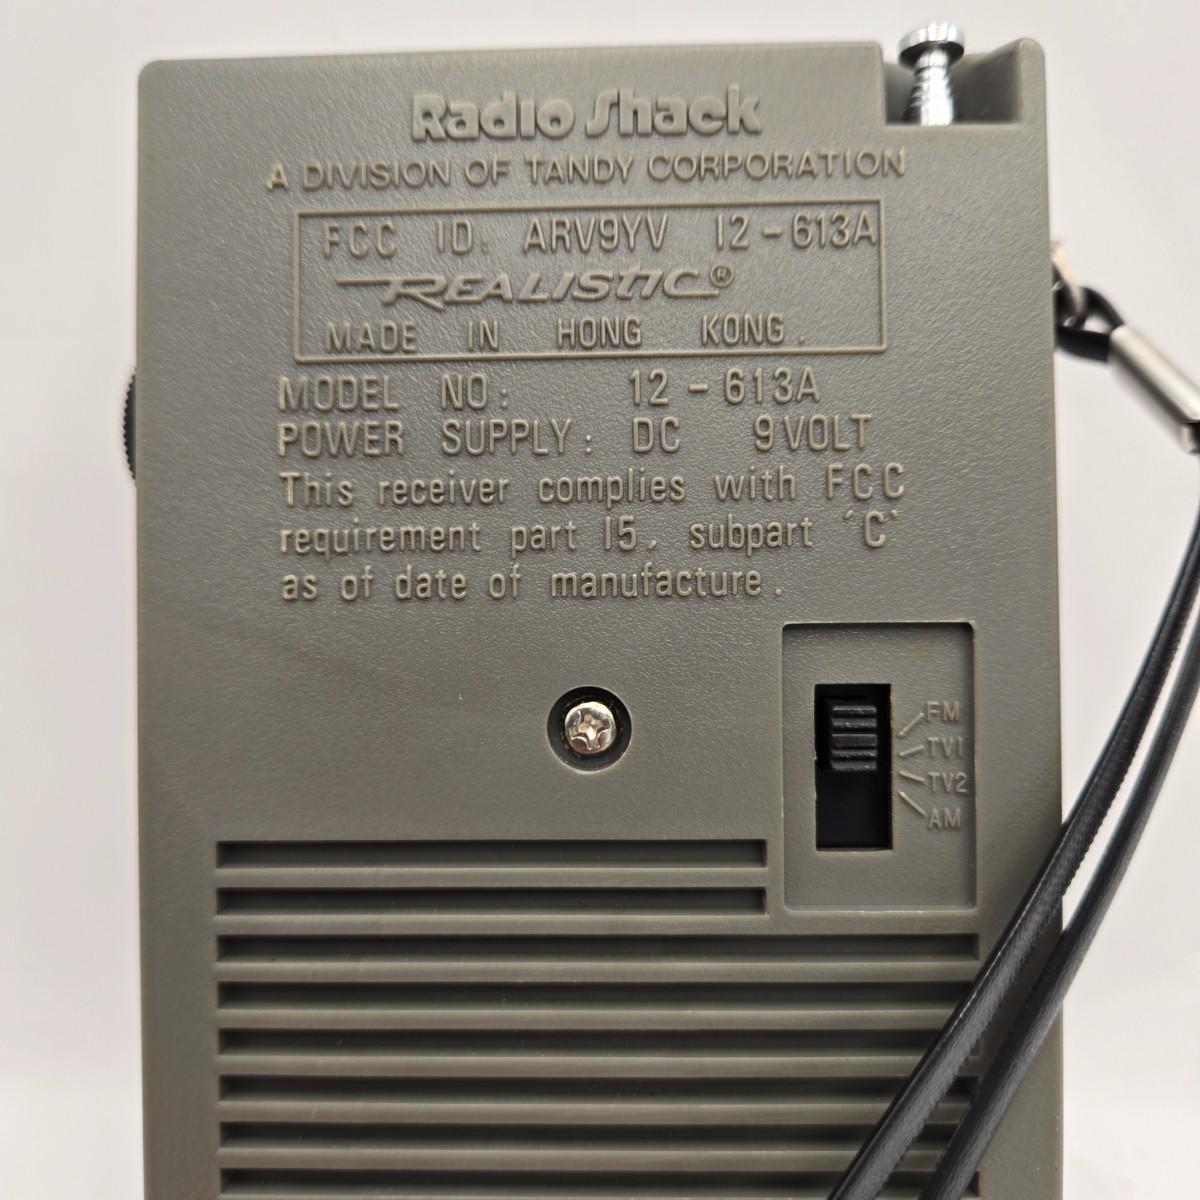 Radio Shack
A DIVISION OF TANDY CORPORATION
FCC ID: ARV9YV 12-613A
REALISTIC®
MADE IN HONG KONG.
MODEL NO: 12-613A
POWER SUPPLY: DC 9VOLT
This receiver complies with FCC
requirement part 15, subpart 'C'
as of date of manufacture.
FM
TV1
TV2
AM